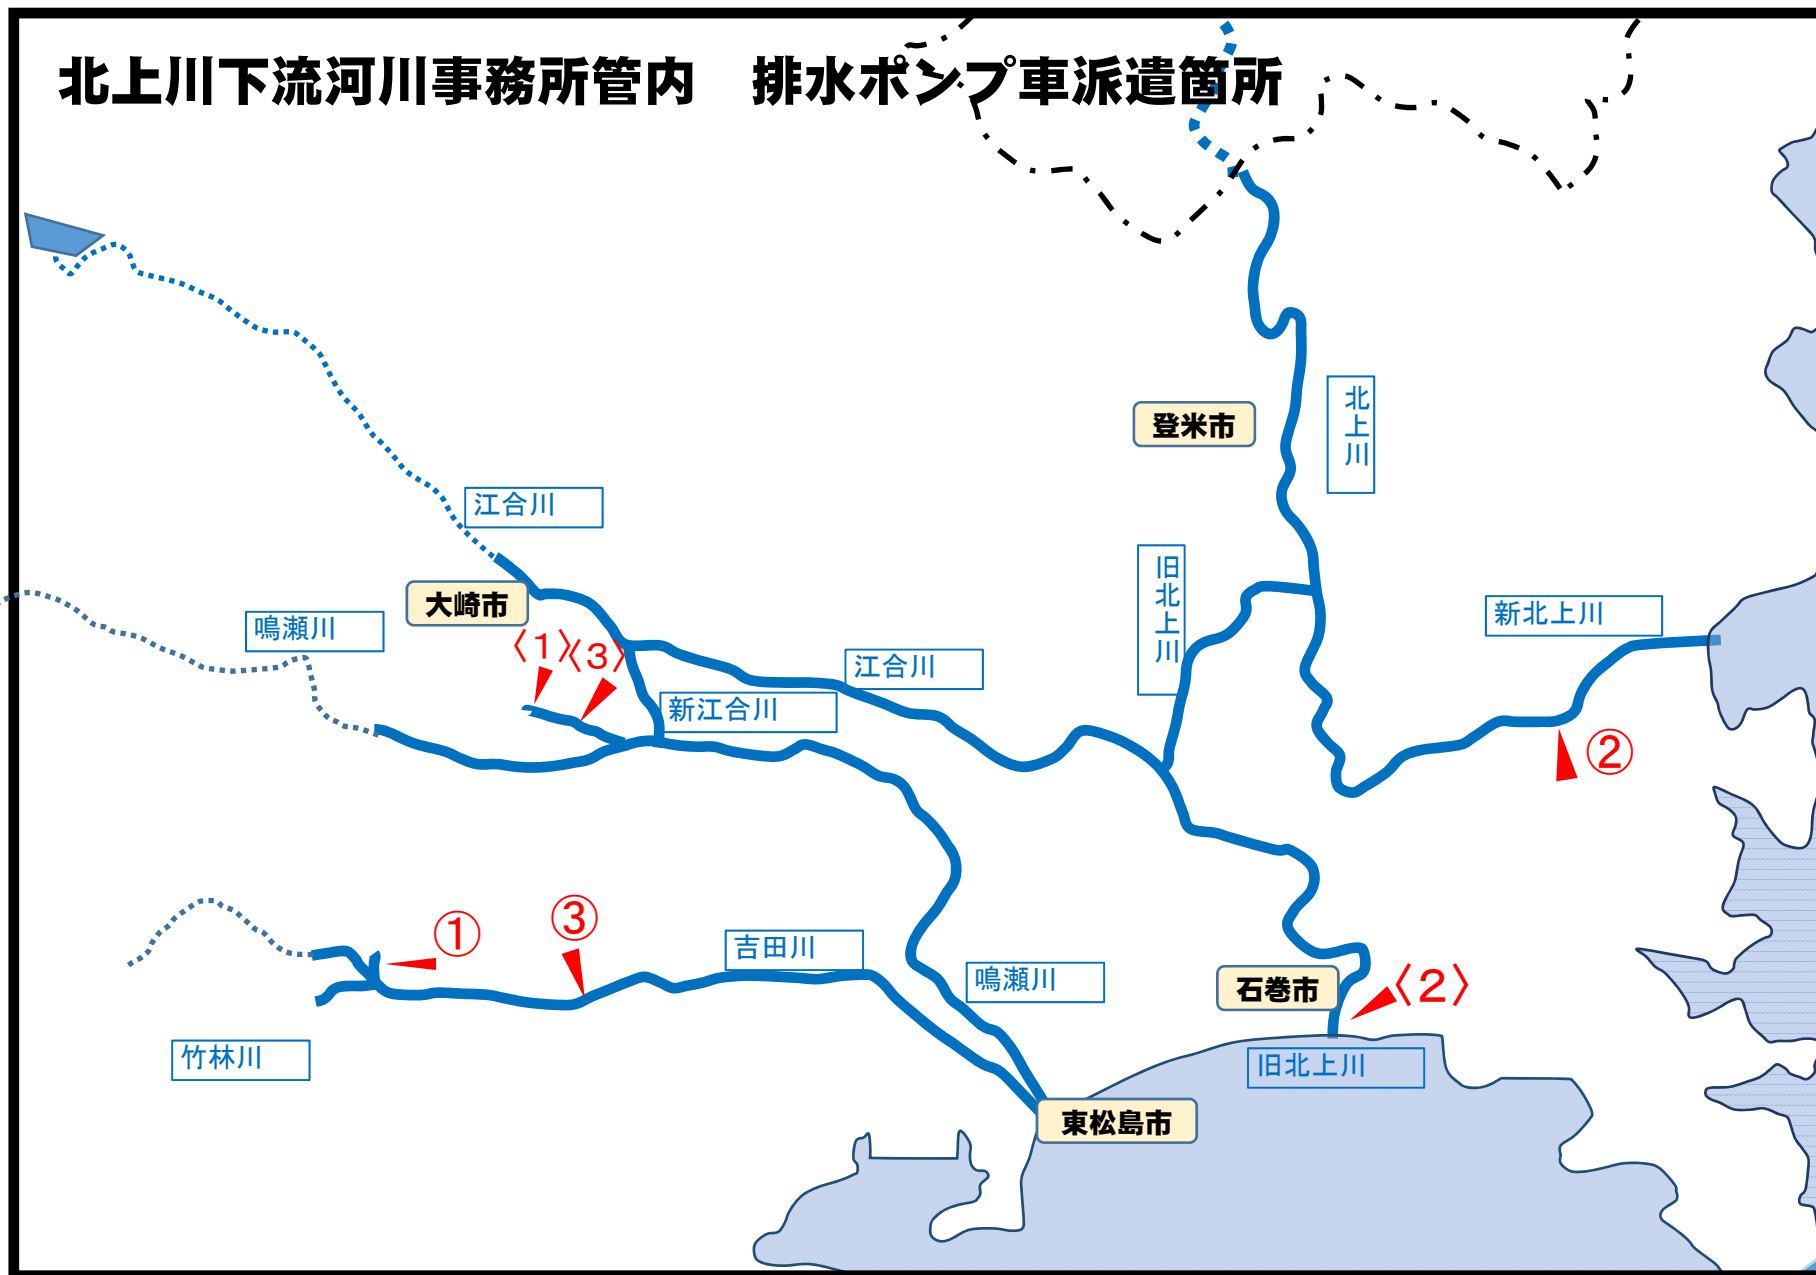 北上川下流河川事務所管内　排水ポンプ車派遣箇所
登米市
北上川
江合川
大崎市
旧北上川
新北上川
鳴瀬川
〈1〉
〈3〉
江合川
新江合川
②
①
③
吉田川
鳴瀬川
石巻市
〈2〉
竹林川
旧北上川
東松島市